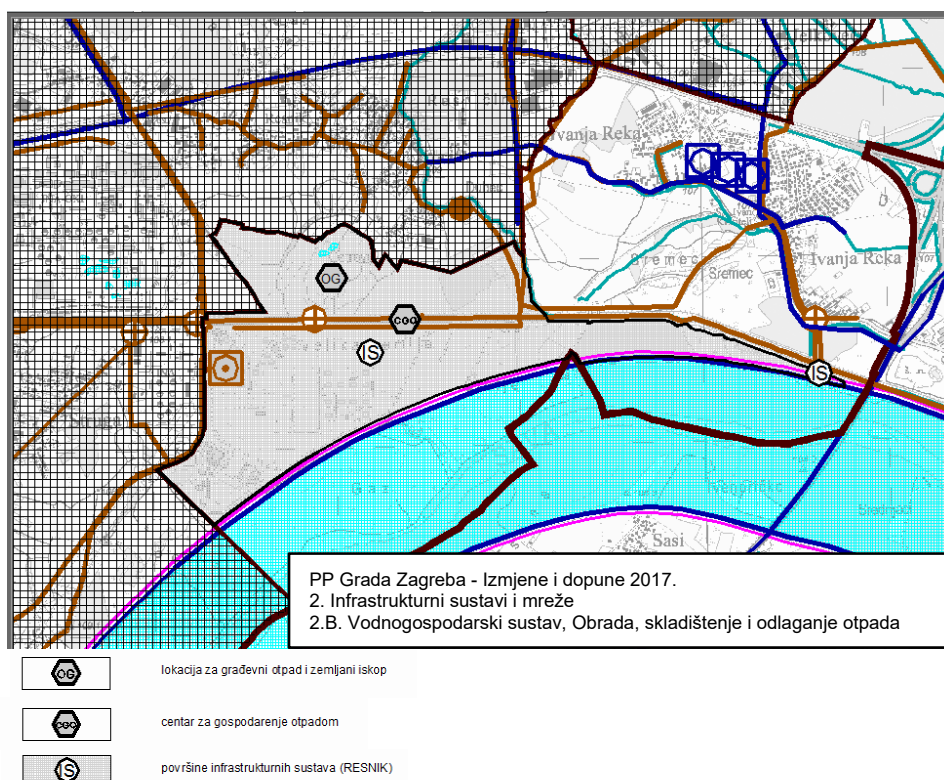 Ivanja Reka
OG
CGO
IS
Sremec
Sremec
Ivanja Reka
IS
Sasi
PP Grada Zagreba - Izmjene i dopune 2017.
2. Infrastrukturni sustavi i mreže
2.B. Vodnogospodarski sustav, Obrada, skladištenje i odlaganje otpada
OG lokacija za građevni otpad i zemljani iskop
CGO centar za gospodarenje otpadom
IS površine infrastrukturnih sustava (RESNIK)